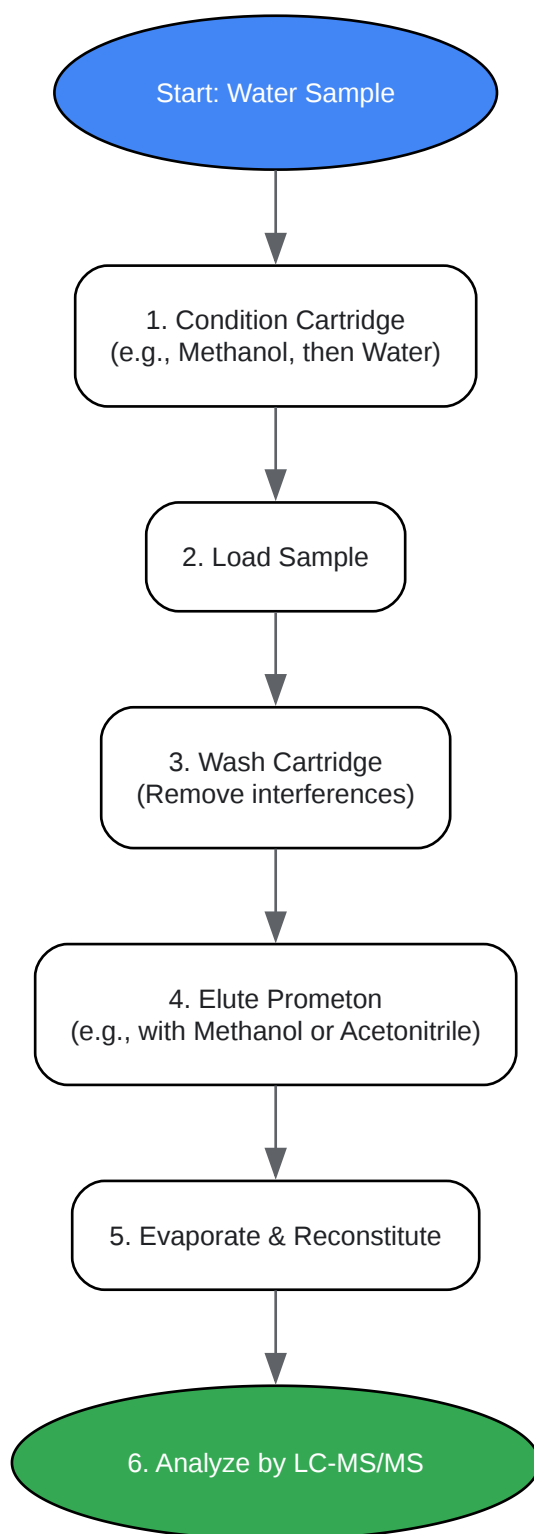 Start: Water Sample
1. Condition Cartridge
(e.g., Methanol, then Water)
2. Load Sample
3. Wash Cartridge
(Remove interferences)
4. Elute Prometon
(e.g., with Methanol or Acetonitrile)
5. Evaporate & Reconstitute
6. Analyze by LC-MS/MS